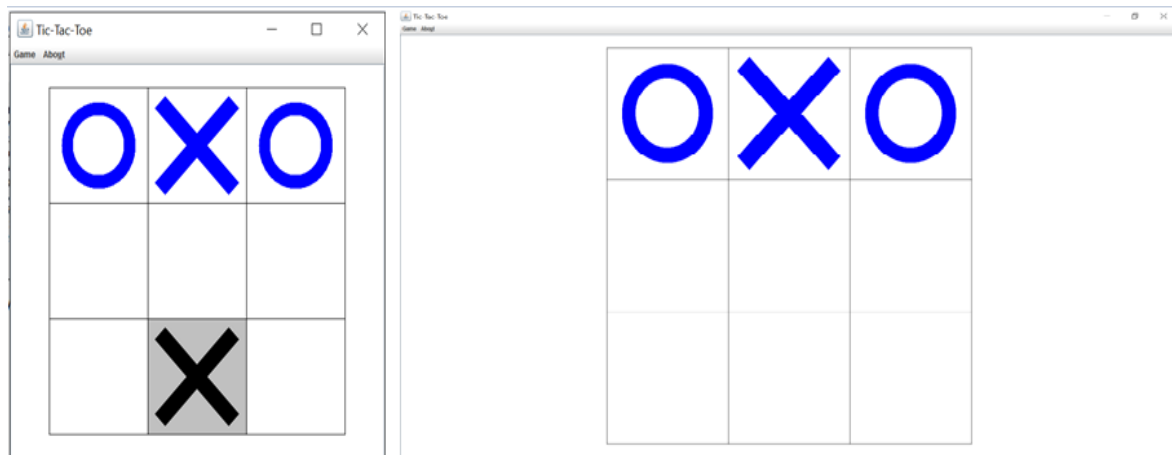 Tic-Tac-Toe
Game About
O X O
X
Tic-Tac-Toe
Game About
O X O